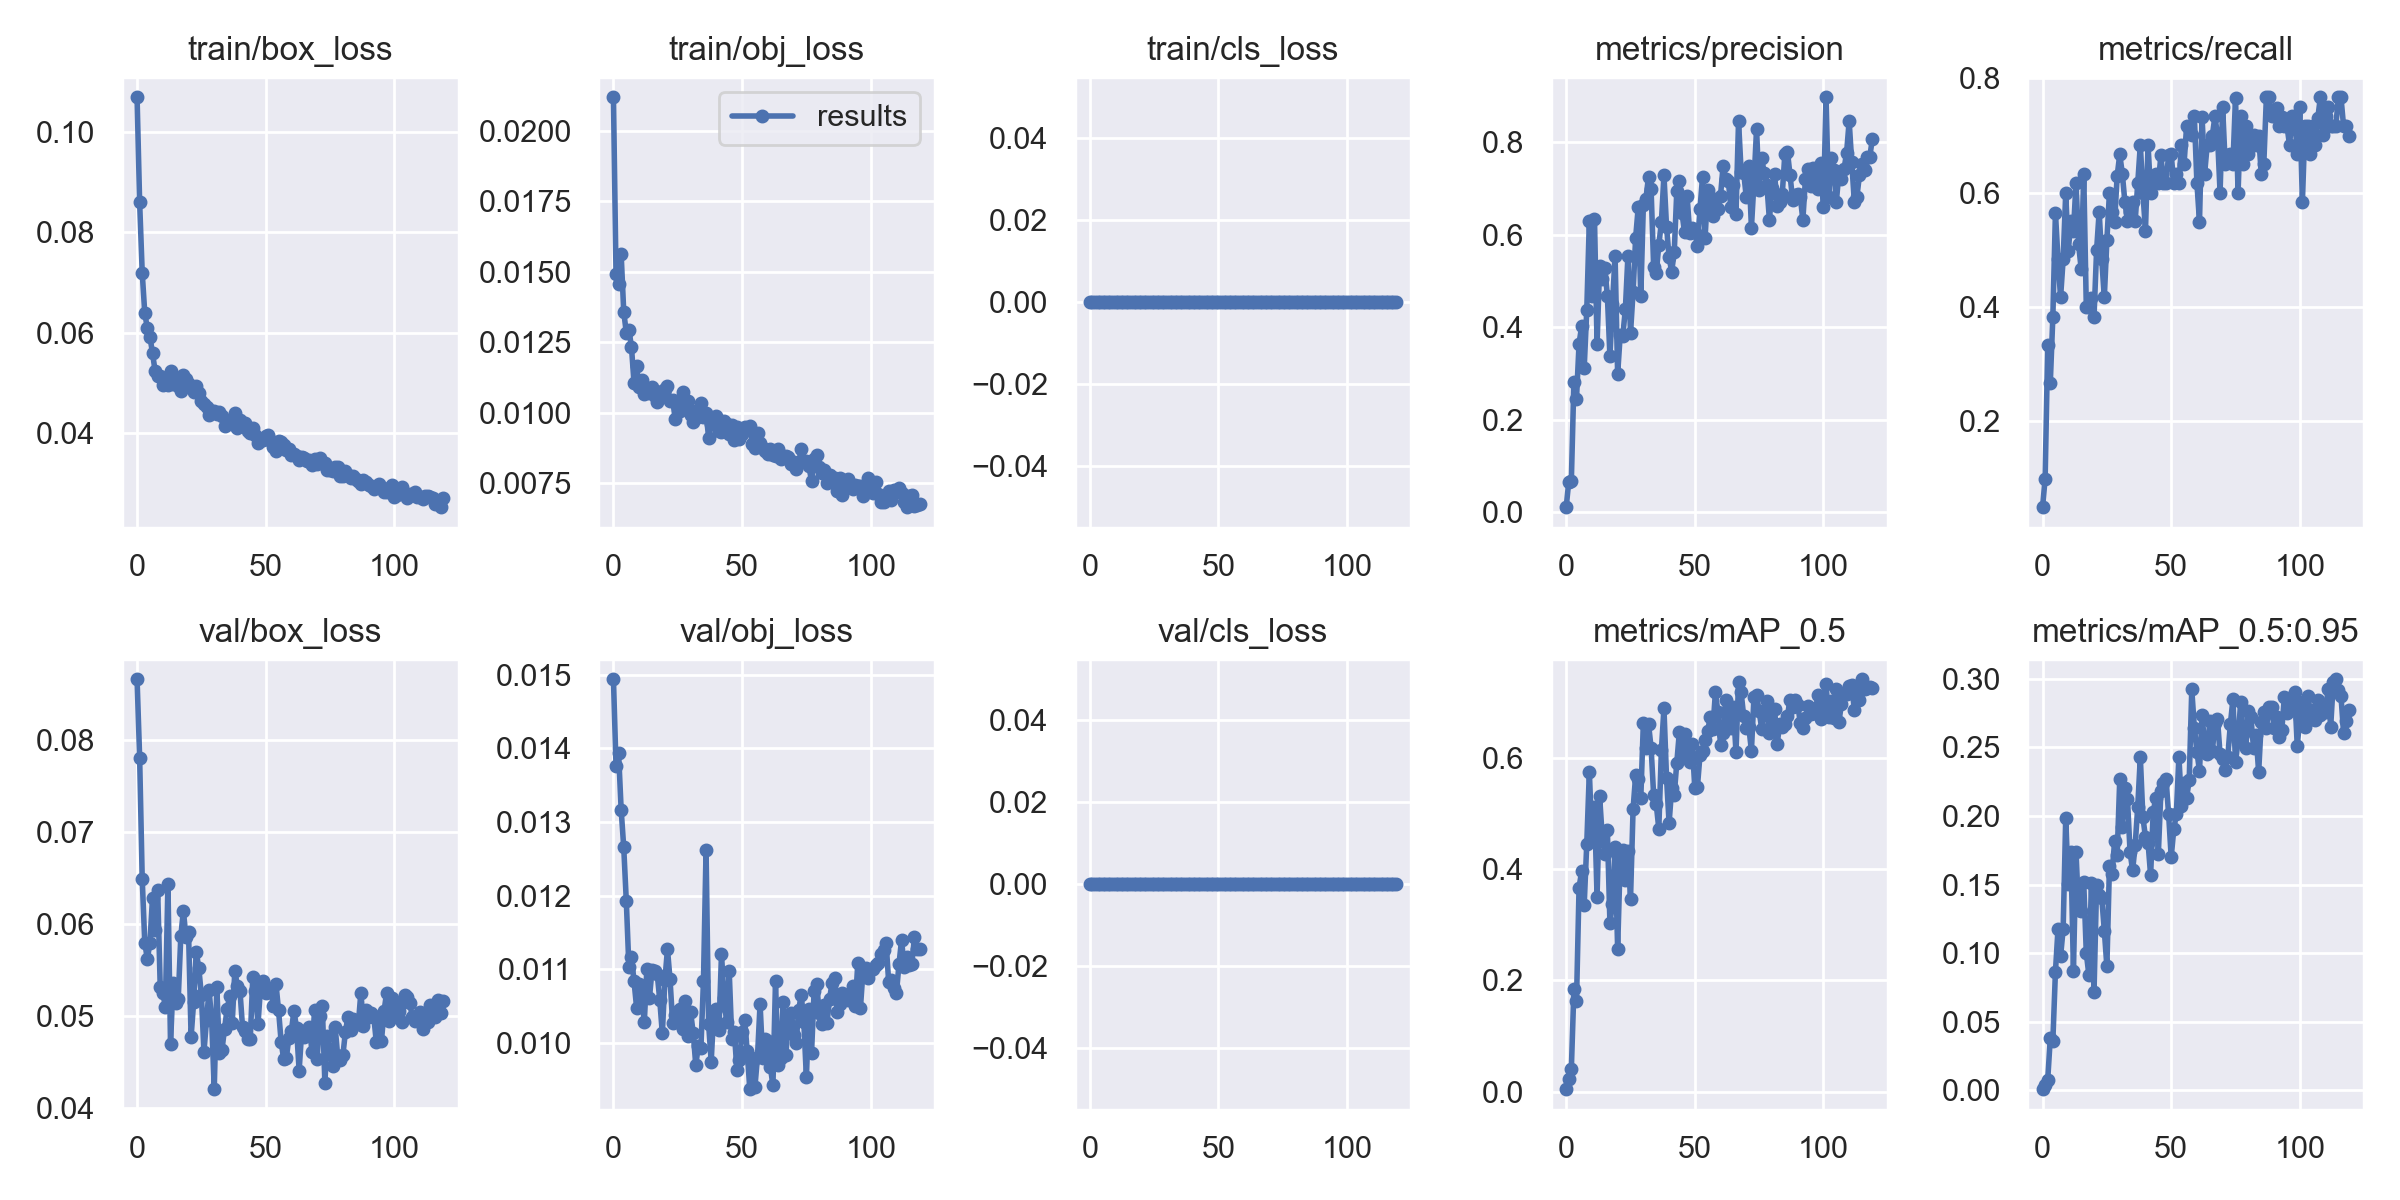 train/box_loss
0.10
0.08
0.06
0.04
0 50 100
train/obj_loss
results
0.0200
0.0175
0.0150
0.0125
0.0100
0.0075
0 50 100
train/cls_loss
0.04
0.02
0.00
−0.02
−0.04
0 50 100
metrics/precision
0.8
0.6
0.4
0.2
0.0
0 50 100
metrics/recall
0.8
0.6
0.4
0.2
0 50 100
val/box_loss
0.08
0.07
0.06
0.05
0.04
0 50 100
val/obj_loss
0.015
0.014
0.013
0.012
0.011
0.010
0 50 100
val/cls_loss
0.04
0.02
0.00
−0.02
−0.04
0 50 100
metrics/mAP_0.5
0.6
0.4
0.2
0.0
0 50 100
metrics/mAP_0.5:0.95
0.30
0.25
0.20
0.15
0.10
0.05
0.00
0 50 100